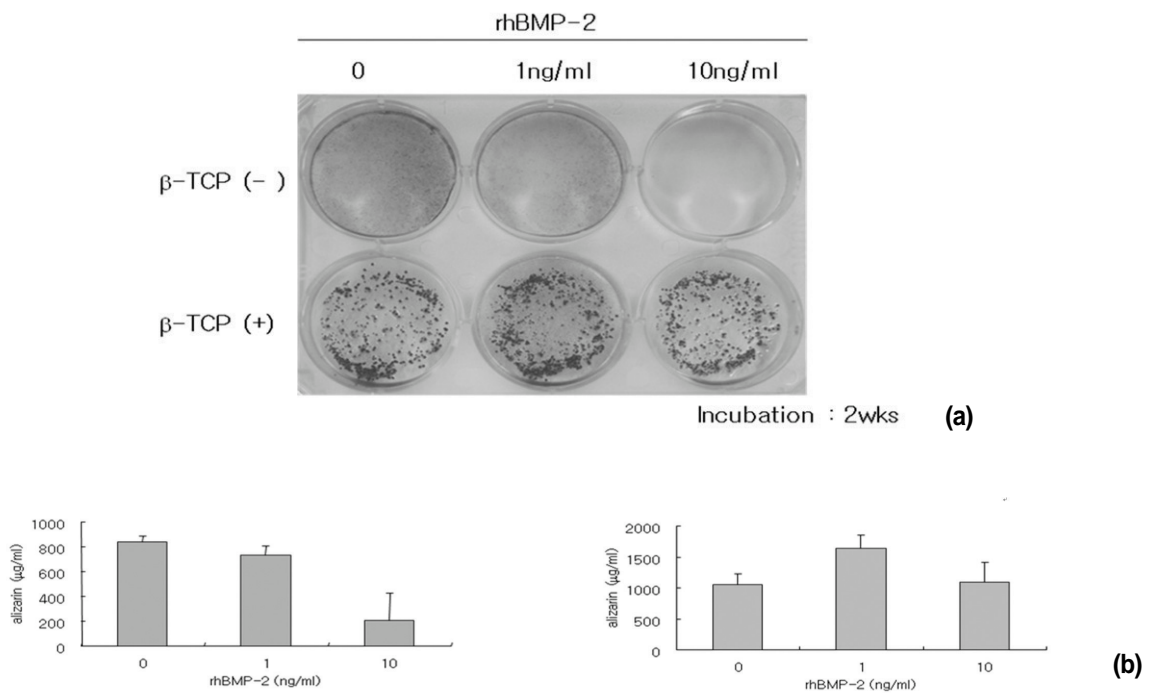 rhBMP-2
0 1ng/ml 10ng/ml
β-TCP (-)
β-TCP (+)
Incubation : 2wks (a)
1000
800
600
400
200
0
alizarin (μg/ml)
0 1 10
rhBMP-2 (ng/ml)
2000
1500
1000
500
0
alizarin (μg/ml)
0 1 10
rhBMP-2 (ng/ml)
(b)